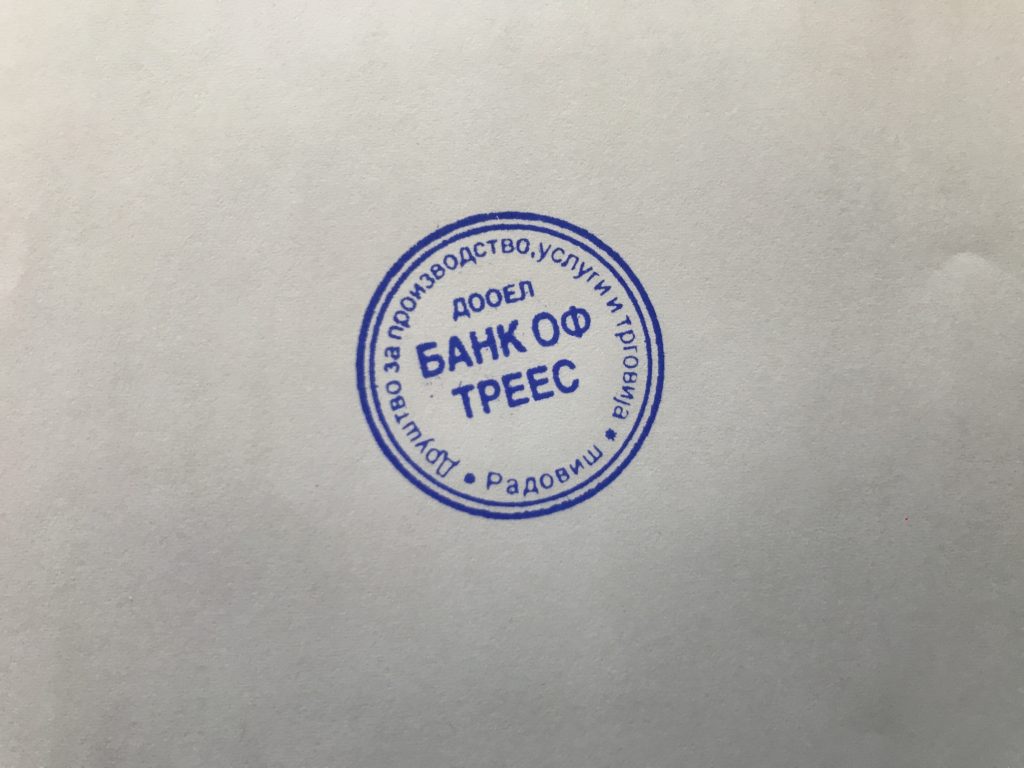 Друштво за производство,услуги и трговија
ДООЕЛ
БАНК ОФ
ТРЕЕС
Радовиш